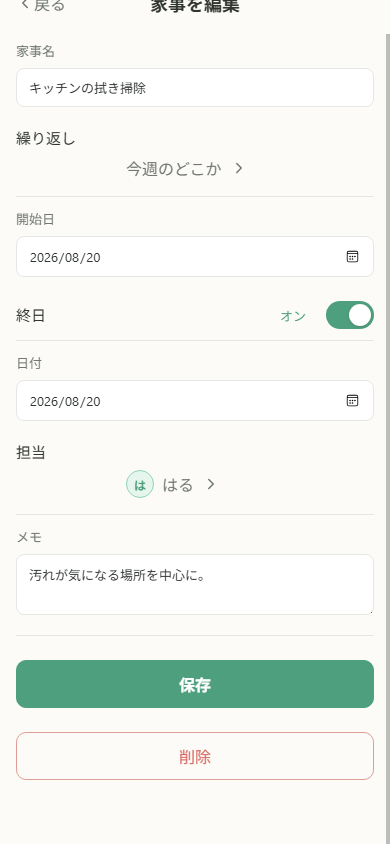 戻る
家事を編集
家事名
キッチンの拭き掃除
繰り返し
今週のどこか
開始日
2026/08/20
終日
オン
日付
2026/08/20
担当
は はる
メモ
汚れが気になる場所を中心に。
保存
削除